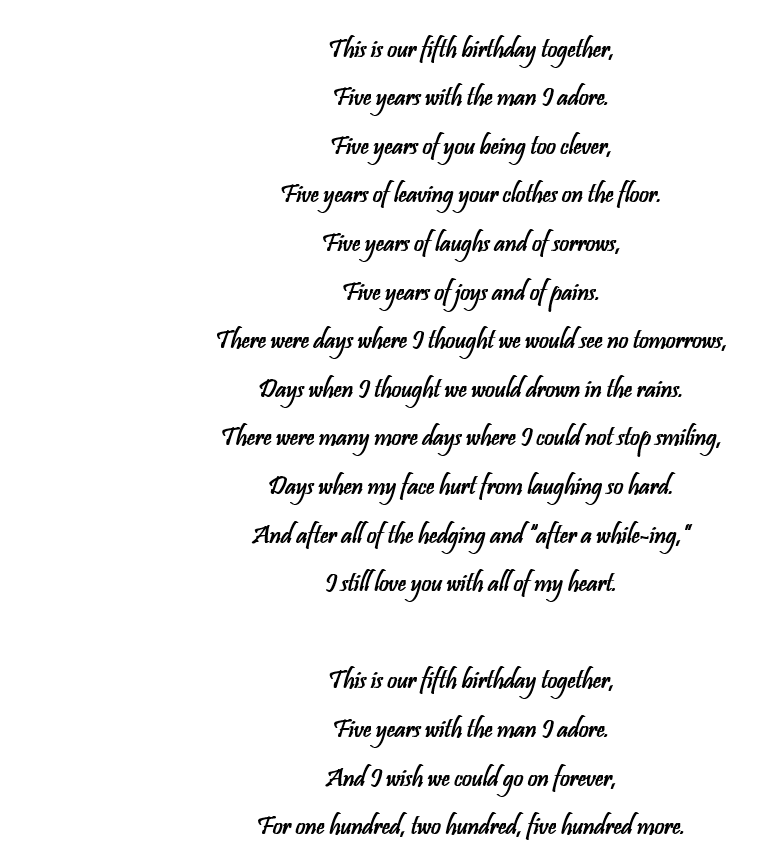 This is our fifth birthday together,
Five years with the man I adore.
Five years of you being too clever,
Five years of leaving your clothes on the floor.
Five years of laughs and of sorrows,
Five years of joys and of pains.
There were days where I thought we would see no tomorrows,
Days when I thought we would drown in the rains.
There were many more days where I could not stop smiling,
Days when my face hurt from laughing so hard.
And after all of the hedging and "after a while-ing,"
I still love you with all of my heart.

This is our fifth birthday together,
Five years with the man I adore.
And I wish we could go on forever,
For one hundred, two hundred, five hundred more.